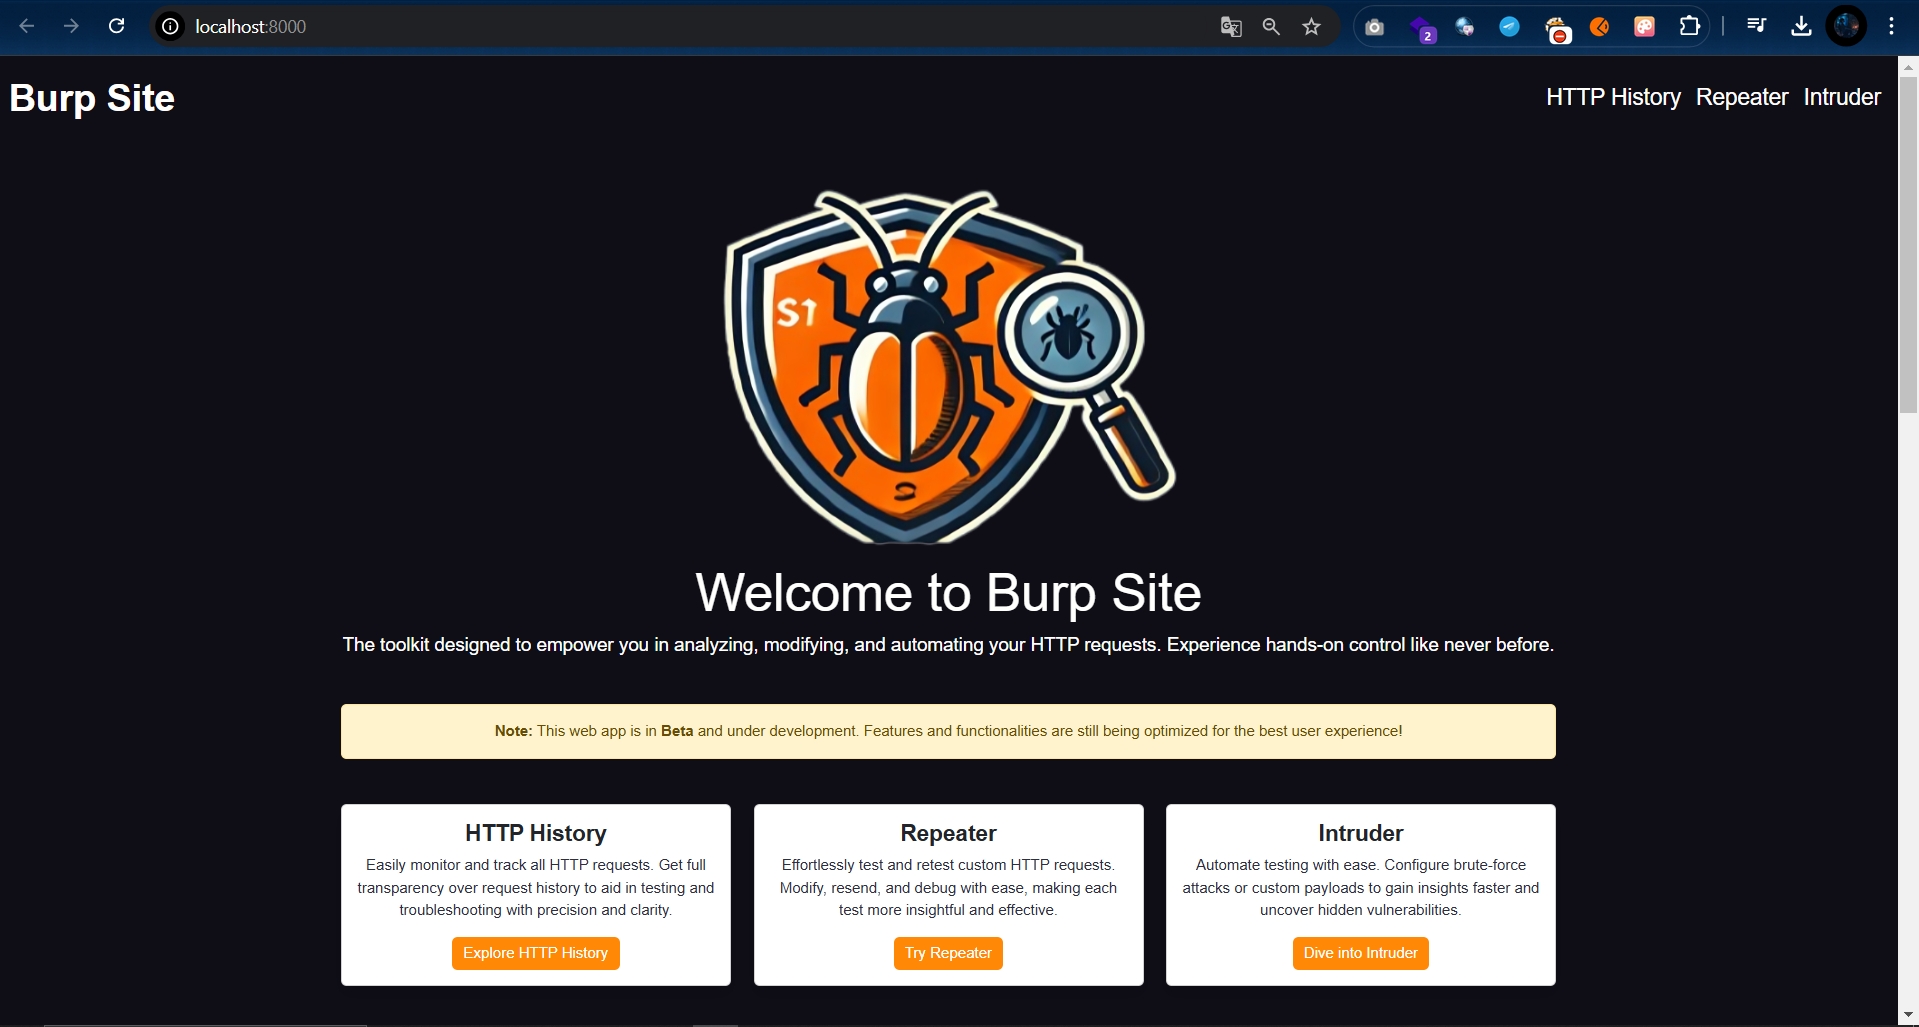 localhost:8000
2
Burp Site
HTTP History Repeater Intruder
S1
S
Welcome to Burp Site
The toolkit designed to empower you in analyzing, modifying, and automating your HTTP requests. Experience hands-on control like never before.
Note: This web app is in Beta and under development. Features and functionalities are still being optimized for the best user experience!
HTTP History
Easily monitor and track all HTTP requests. Get full
transparency over request history to aid in testing and
troubleshooting with precision and clarity.
Explore HTTP History
Repeater
Effortlessly test and retest custom HTTP requests.
Modify, resend, and debug with ease, making each
test more insightful and effective.
Try Repeater
Intruder
Automate testing with ease. Configure brute-force
attacks or custom payloads to gain insights faster and
uncover hidden vulnerabilities.
Dive into Intruder